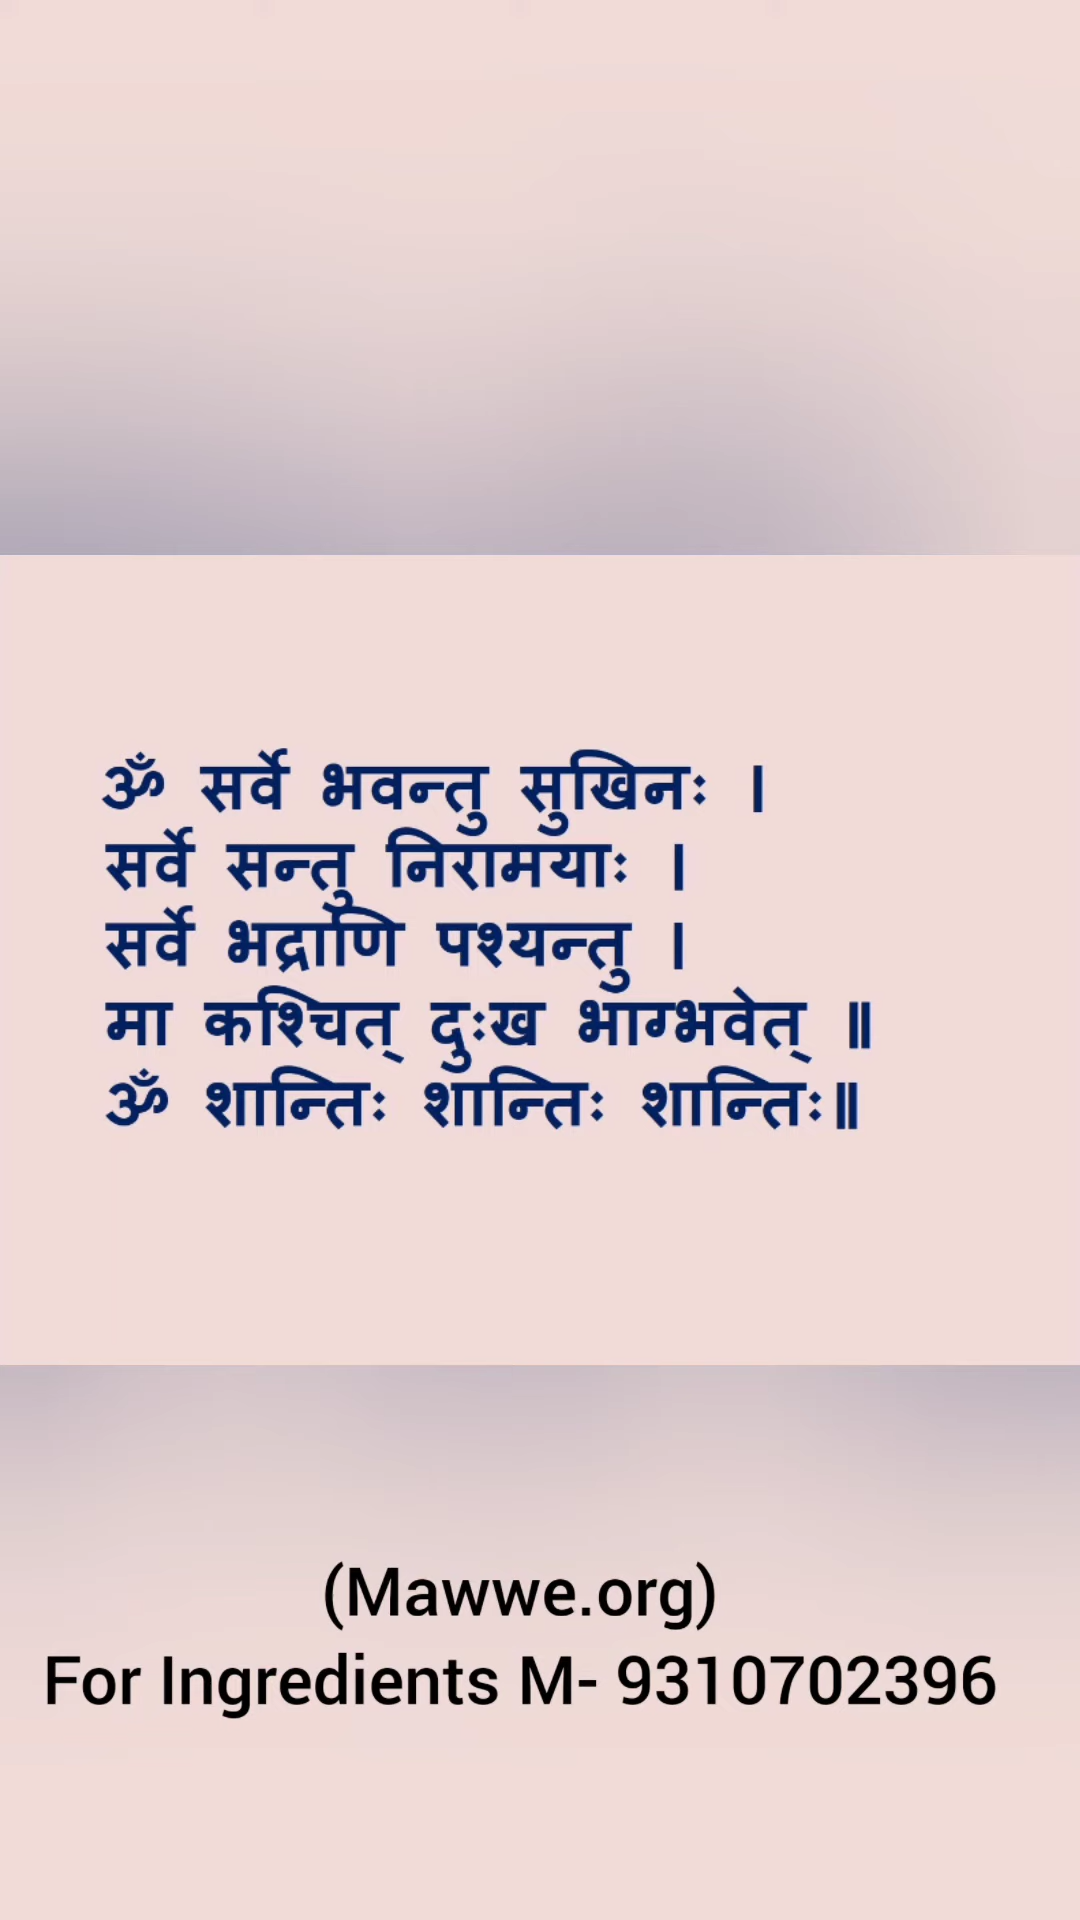 ॐ सर्वे भवन्तु सुखिनः ।
सर्वे सन्तु निरामयाः ।
सर्वे भद्राणि पश्यन्तु ।
मा कश्चित् दुःख भाग्भवेत् ॥
ॐ शान्तिः शान्तिः शान्तिः॥
(Mawwe.org)
For Ingredients M- 9310702396